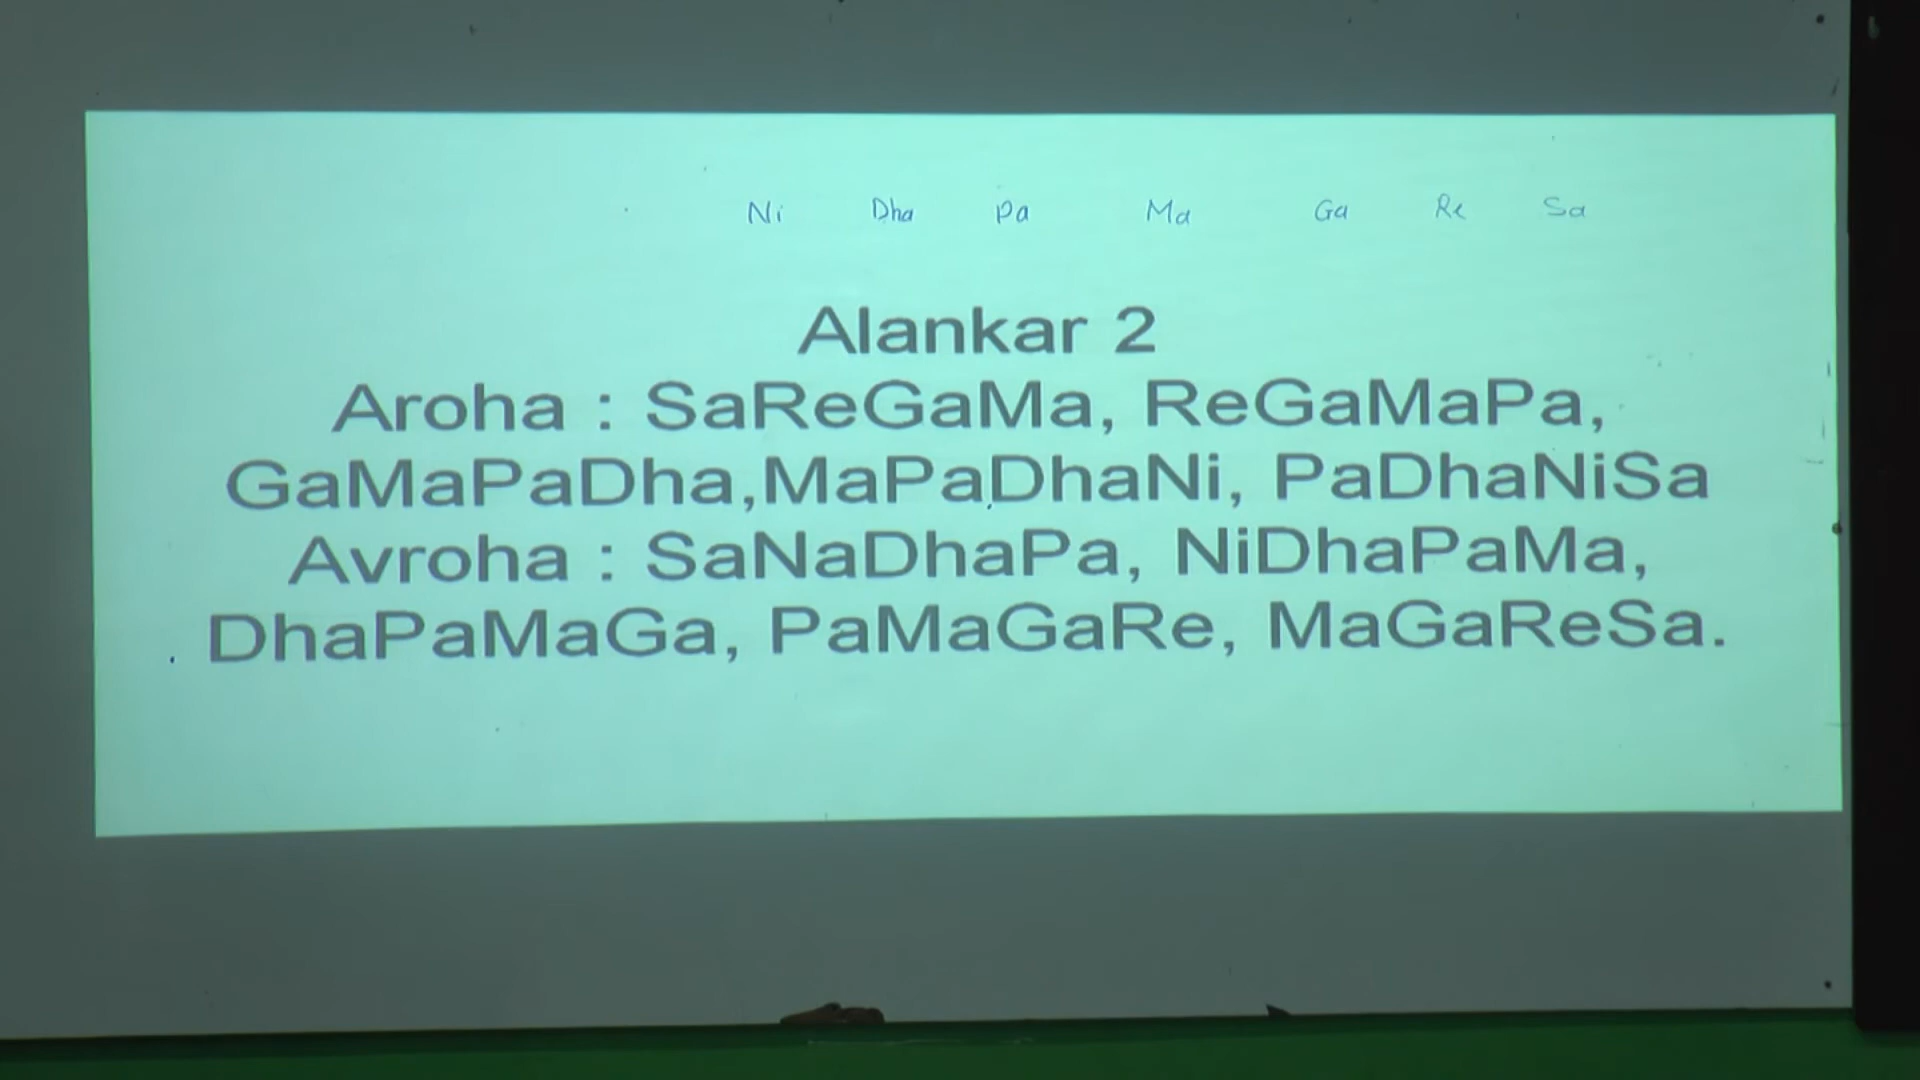 Ni Dha Pa Ma Ga Re Sa
Alankar 2
Aroha : SaReGaMa, ReGaMaPa,
GaMaPaDha,MaPaDhaNi, PaDhaNiSa
Avroha : SaNaDhaPa, NiDhaPaMa,
DhaPaMaGa, PaMaGaRe, MaGaReSa.